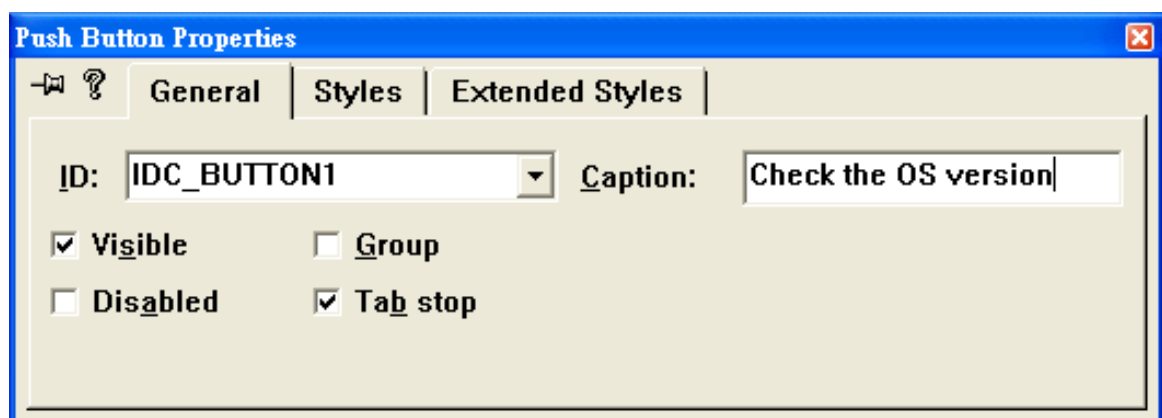 Push Button Properties
? General Styles Extended Styles
ID: IDC_BUTTON1 Caption: Check the OS version
Visible Group
Disabled Tab stop